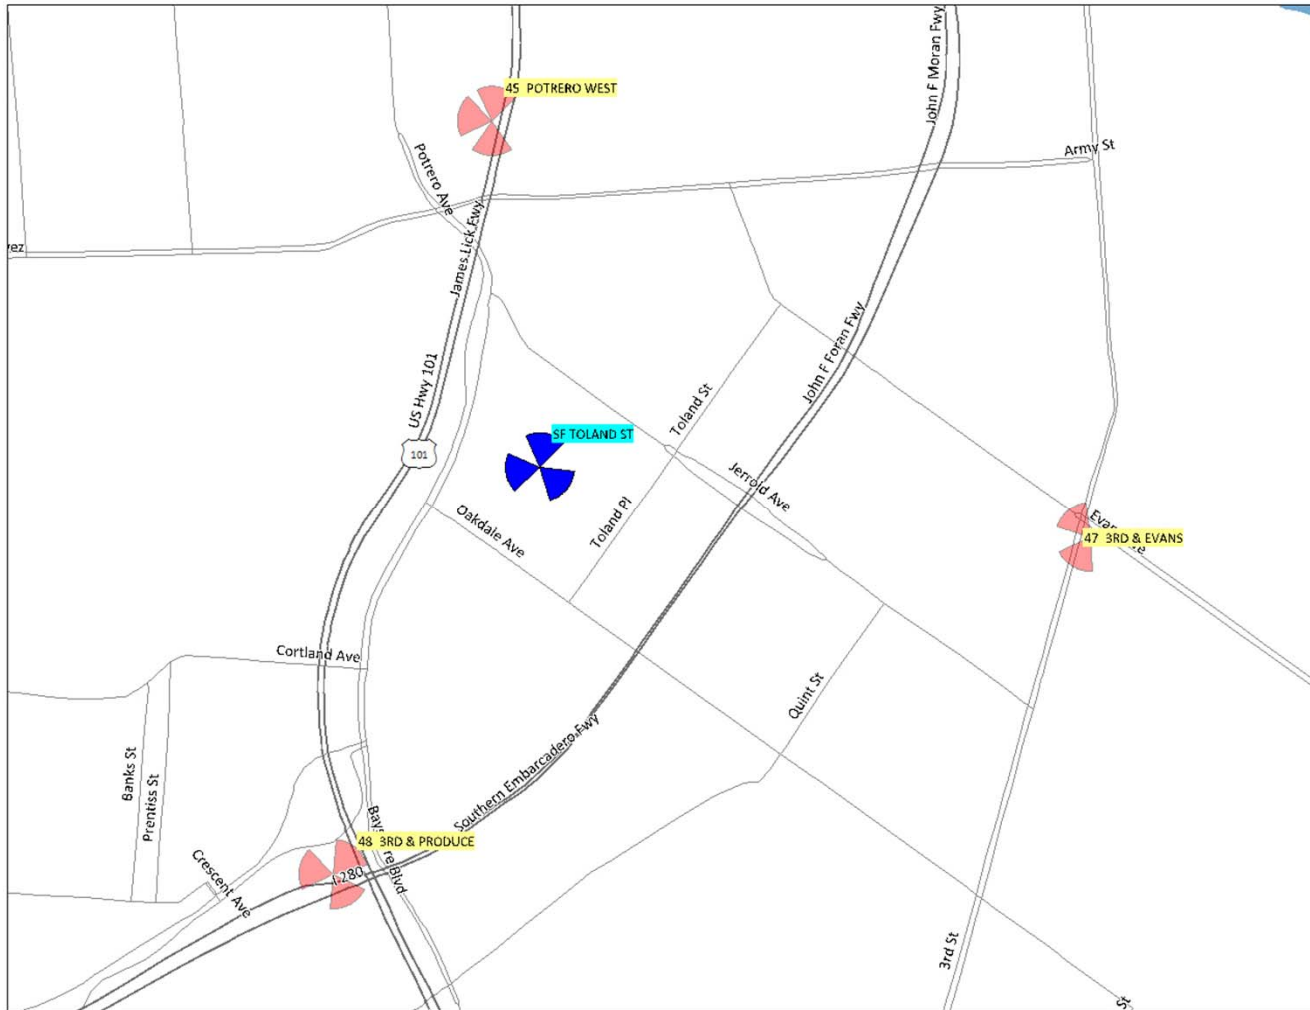 45 POTRERO WEST
John F Moran Fwy
Army St
Potrero Ave
vez
James Lick Fwy
US Hwy 101
John F Foran Fwy
Toland St
SF TOLAND ST
101
Jerrold Ave
Oakdale Ave
Toland Pl
47 3RD & EVANS
Cortland Ave
Quint St
Banks St
Prentiss St
Southern Embarcadero Fwy
48 3RD & PRODUCE
I 280
Crescent Ave
3rd St
St